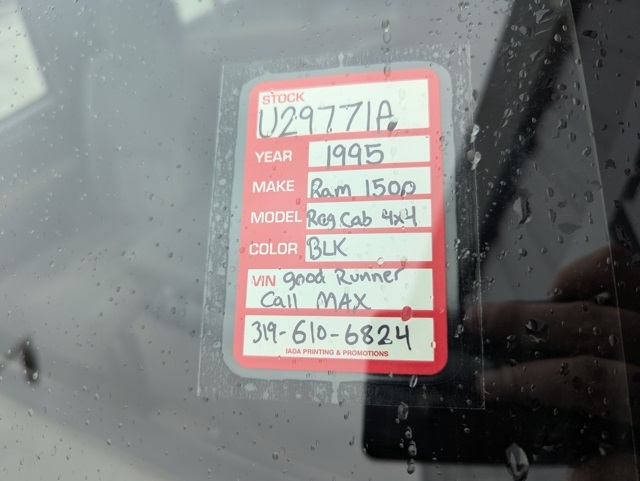 STOCK
U29771A
YEAR 1995
MAKE Ram 1500
MODEL Reg Cab 4x4
COLOR BLK
VIN good Runner
Call MAX
319-610-6824
IADA PRINTING & PROMOTIONS